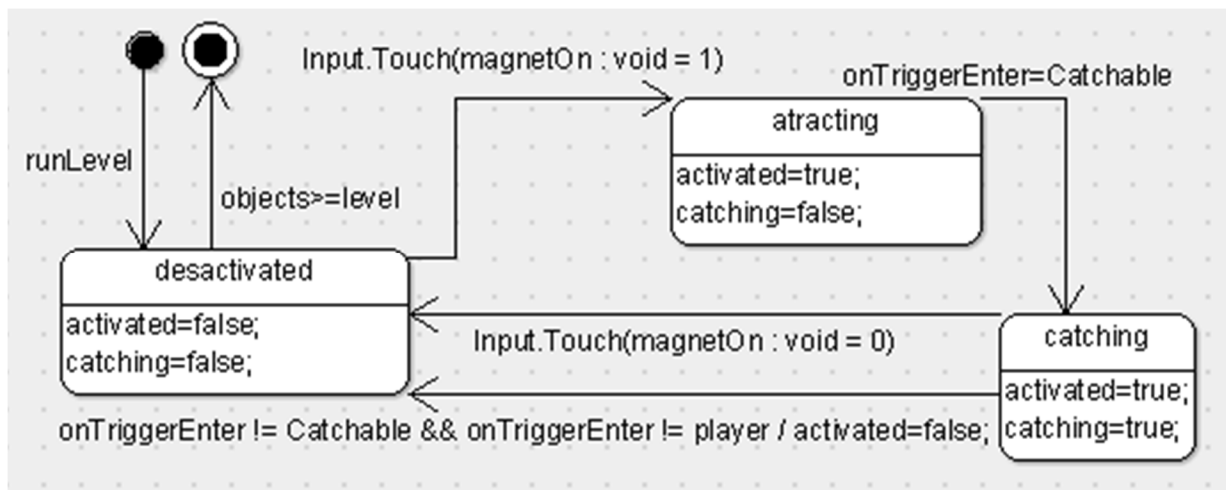 Input.Touch(magnetOn : void = 1)
onTriggerEnter=Catchable
atracting
activated=true;
catching=false;
runLevel
objects>=level
desactivated
activated=false;
catching=false;
Input.Touch(magnetOn : void = 0)
catching
activated=true;
catching=true;
onTriggerEnter != Catchable && onTriggerEnter != player / activated=false;